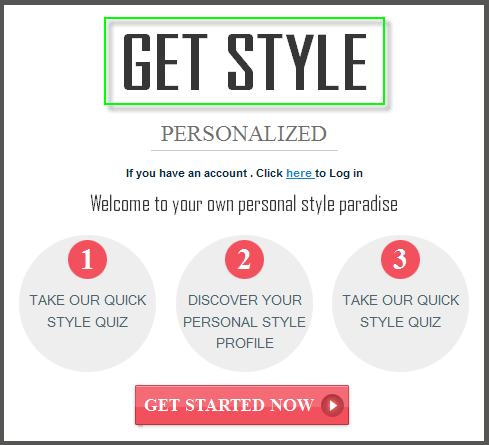 GET STYLE
PERSONALIZED
If you have an account . Click here to Log in
Welcome to your own personal style paradise
1
TAKE OUR QUICK
STYLE QUIZ
2
DISCOVER YOUR
PERSONAL STYLE
PROFILE
3
TAKE OUR QUICK
STYLE QUIZ
GET STARTED NOW